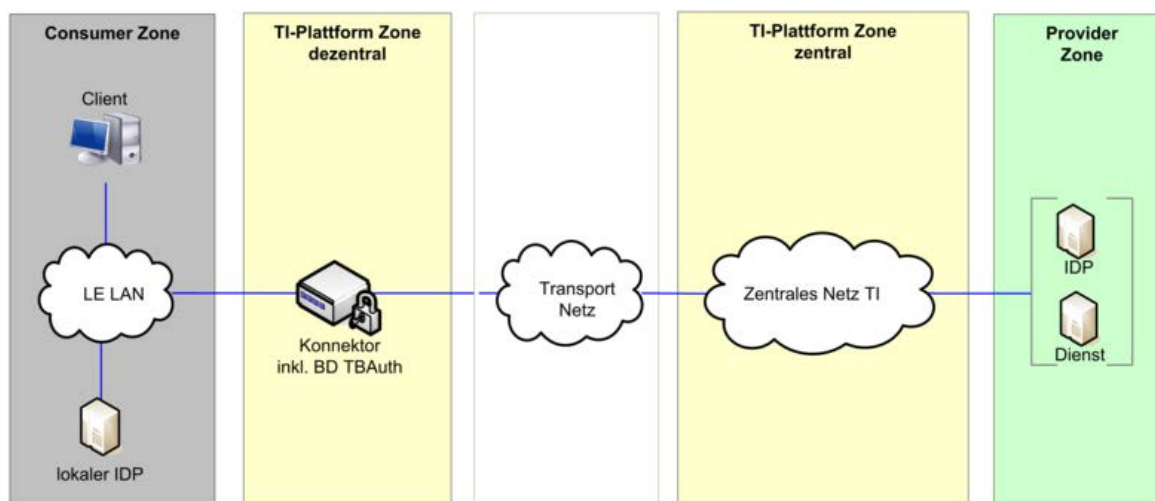 Consumer Zone
Client
LE LAN
lokaler IDP
TI-Plattform Zone
dezentral
Konnektor
inkl. BD TBAuth
Transport
Netz
TI-Plattform Zone
zentral
Zentrales Netz TI
Provider
Zone
IDP
Dienst